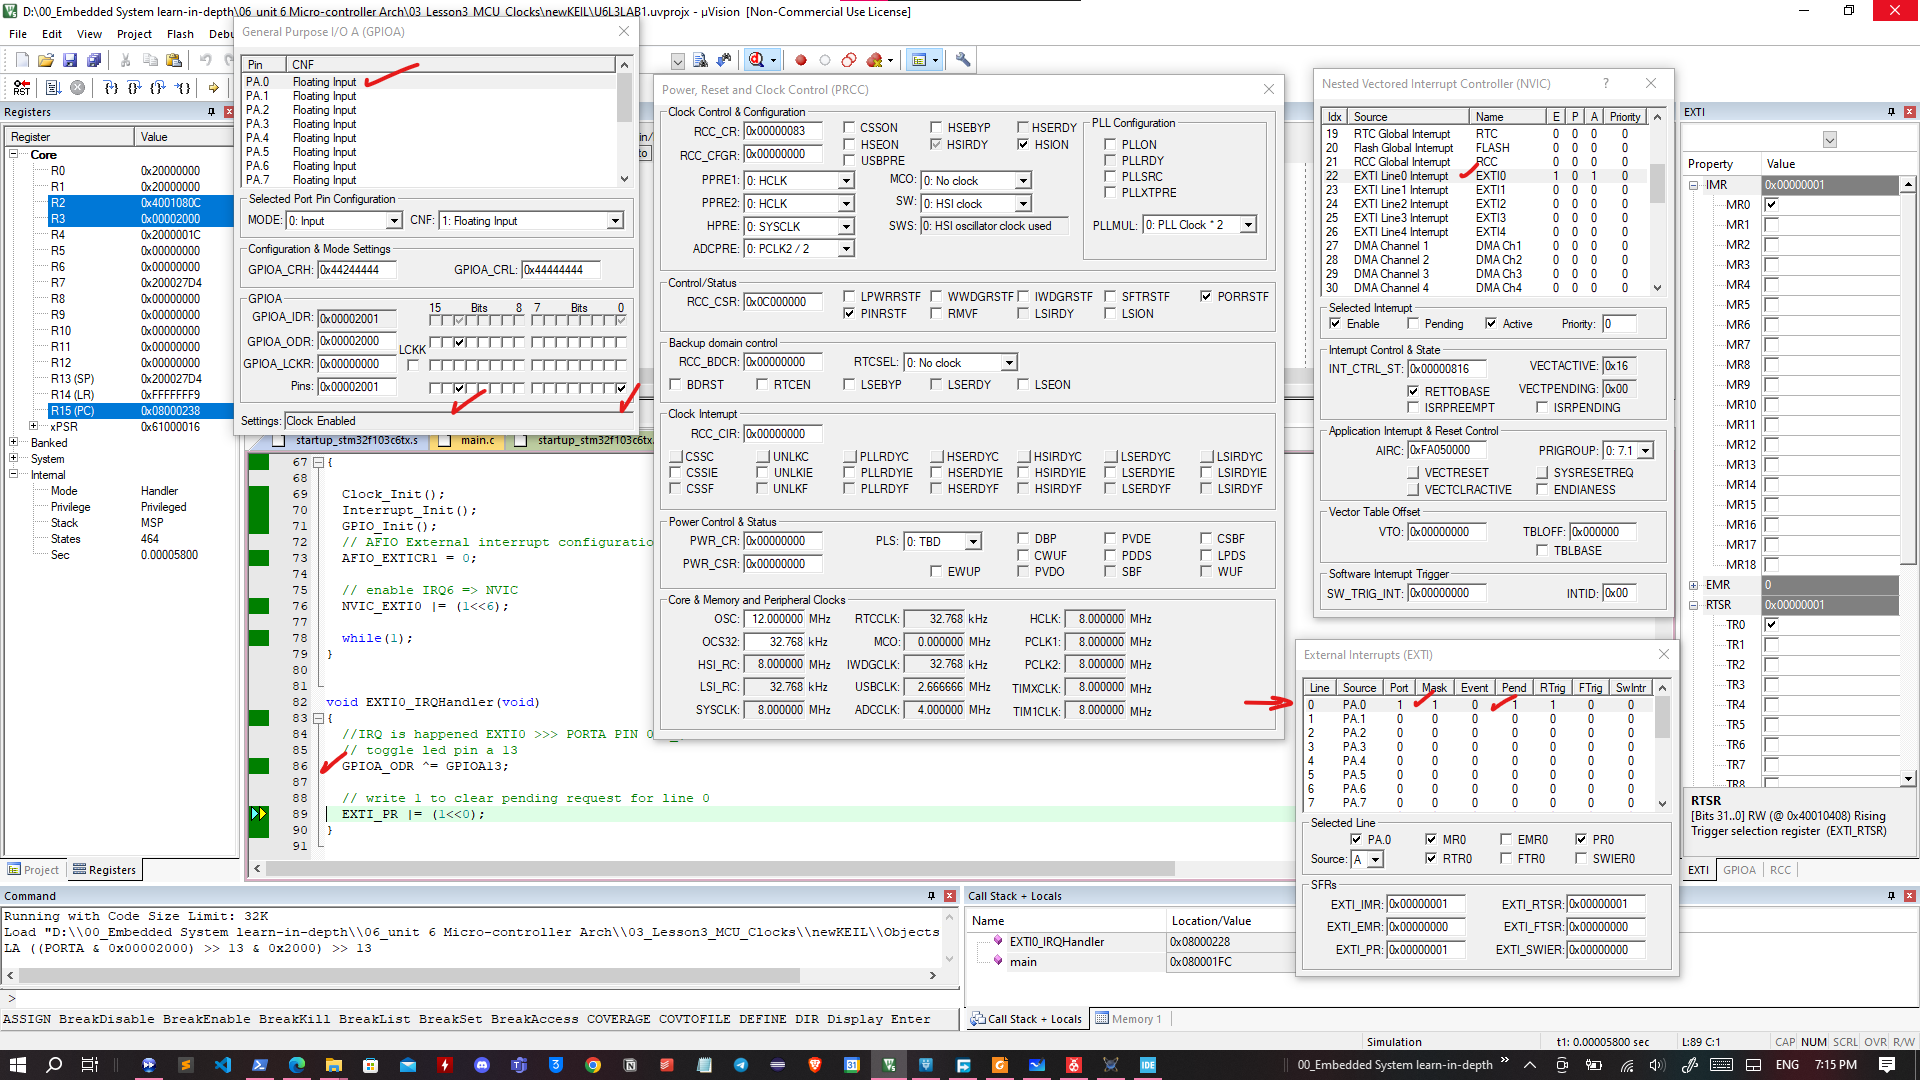 D:\00_Embedded System learn-in-depth\06_unit 6 Micro-controller Arch\03_Lesson3_MCU_Clocks\newKEIL\U6L3LAB1.uvprojx - µVision [Non-Commercial Use License]
File Edit View Project Flash
General Purpose I/O A (GPIOA)
Pin CNF
PA.0 Floating Input
PA.1 Floating Input
PA.2 Floating Input
PA.3 Floating Input
PA.4 Floating Input
PA.5 Floating Input
PA.6 Floating Input
PA.7 Floating Input
Selected Port Pin Configuration
MODE: 0: Input CNF: 1: Floating Input
Configuration & Mode Settings
GPIOA_CRH: 0x44244444 GPIOA_CRL: 0x44444444
GPIOA
15 Bits 8 7 Bits 0
GPIOA_IDR: 0x00002001
GPIOA_ODR: 0x00002000
LCKK
GPIOA_LCKR: 0x00000000
Pins: 0x00002001
Settings: Clock Enabled
Registers
Register Value
Core
R0 0x20000000
R1 0x20000000
R2 0x4001080C
R3 0x00002000
R4 0x2000001C
R5 0x00000000
R6 0x00000000
R7 0x200027D4
R8 0x00000000
R9 0x00000000
R10 0x00000000
R11 0x00000000
R12 0x00000000
R13 (SP) 0x200027D4
R14 (LR) 0xFFFFFFF9
R15 (PC) 0x08000238
xPSR 0x61000016
Banked
System
Internal
Mode Handler
Privilege Privileged
Stack MSP
States 464
Sec 0.00005800
Project Registers
startup_stm32f103c6tx.s main.c startup_stm32f103c6tx.
67 {
68
69 Clock_Init();
70 Interrupt_Init();
71 GPIO_Init();
72 // AFIO External interrupt configuratio
73 AFIO_EXTICR1 = 0;
74
75 // enable IRQ6 => NVIC
76 NVIC_EXTI0 |= (1<<6);
77
78 while(1);
79 }
80
81
82 void EXTI0_IRQHandler(void)
83 {
84 //IRQ is happened EXTI0 >>> PORTA PIN 0
85 // toggle led pin a 13
86 GPIOA_ODR ^= GPIOA13;
87
88 // write 1 to clear pending request for line 0
89 EXTI_PR |= (1<<0);
90 }
91
Power, Reset and Clock Control (PRCC)
Clock Control & Configuration
RCC_CR: 0x00000083 CSSON HSEBYP HSERDY
RCC_CFGR: 0x00000000 HSEON HSIRDY HSION
USBPRE
PPRE1: 0: HCLK MCO: 0: No clock
PPRE2: 0: HCLK SW: 0: HSI clock
HPRE: 0: SYSCLK SWS: 0: HSI oscillator clock used
ADCPRE: 0: PCLK2 / 2
PLL Configuration
PLLON
PLLRDY
PLLSRC
PLLXTPRE
PLLMUL: 0: PLL Clock * 2
Control/Status
RCC_CSR: 0x0C000000 LPWRRSTF WWDGRSTF IWDGRSTF SFTRSTF PORRSTF
PINRSTF RMVF LSIRDY LSION
Backup domain control
RCC_BDCR: 0x00000000 RTCSEL: 0: No clock
BDRST RTCEN LSEBYP LSERDY LSEON
Clock Interrupt
RCC_CIR: 0x00000000
CSSC UNLKC PLLRDYC HSERDYC HSIRDYC LSERDYC LSIRDYC
CSSIE UNLKIE PLLRDYIE HSERDYIE HSIRDYIE LSERDYIE LSIRDYIE
CSSF UNLKF PLLRDYF HSERDYF HSIRDYF LSERDYF LSIRDYF
Power Control & Status
PWR_CR: 0x00000000 PLS: 0: TBD DBP PVDE CSBF
CWUF PDDS LPDS
PWR_CSR: 0x00000000 EWUP PVDO SBF WUF
Core & Memory and Peripheral Clocks
OSC: 12.000000 MHz RTCCLK: 32.768 kHz HCLK: 8.000000 MHz
OCS32: 32.768 kHz MCO: 0.000000 MHz PCLK1: 8.000000 MHz
HSI_RC: 8.000000 MHz IWDGCLK: 32.768 kHz PCLK2: 8.000000 MHz
LSI_RC: 32.768 kHz USBCLK: 2.666666 MHz TIMXCLK: 8.000000 MHz
SYSCLK: 8.000000 MHz ADCCLK: 4.000000 MHz TIM1CLK: 8.000000 MHz
Nested Vectored Interrupt Controller (NVIC) ?
Idx Source Name E P A Priority
19 RTC Global Interrupt RTC 0 0 0 0
20 Flash Global Interrupt FLASH 0 0 0 0
21 RCC Global Interrupt RCC 0 0 0 0
22 EXTI Line0 Interrupt EXTI0 1 0 1 0
23 EXTI Line1 Interrupt EXTI1 0 0 0 0
24 EXTI Line2 Interrupt EXTI2 0 0 0 0
25 EXTI Line3 Interrupt EXTI3 0 0 0 0
26 EXTI Line4 Interrupt EXTI4 0 0 0 0
27 DMA Channel 1 DMA Ch1 0 0 0 0
28 DMA Channel 2 DMA Ch2 0 0 0 0
29 DMA Channel 3 DMA Ch3 0 0 0 0
30 DMA Channel 4 DMA Ch4 0 0 0 0
Selected Interrupt
Enable Pending Active Priority: 0
Interrupt Control & State
INT_CTRL_ST: 0x00000816 VECTACTIVE: 0x16
RETTOBASE VECTPENDING: 0x00
ISRPREEMPT ISRPENDING
Application Interrupt & Reset Control
AIRC: 0xFA050000 PRIGROUP: 0: 7.1
VECTRESET SYSRESETREQ
VECTCLRACTIVE ENDIANESS
Vector Table Offset
VTO: 0x00000000 TBLOFF: 0x000000
TBLBASE
Software Interrupt Trigger
SW_TRIG_INT: 0x00000000 INTID: 0x00
External Interrupts (EXTI)
Line Source Port Mask Event Pend RTrig FTrig SwIntr
0 PA.0 1 1 0 1 1 0 0
1 PA.1 0 0 0 0 0 0 0
2 PA.2 0 0 0 0 0 0 0
3 PA.3 0 0 0 0 0 0 0
4 PA.4 0 0 0 0 0 0 0
5 PA.5 0 0 0 0 0 0 0
6 PA.6 0 0 0 0 0 0 0
7 PA.7 0 0 0 0 0 0 0
Selected Line
PA.0 MR0 EMR0 PR0
Source: A RTR0 FTR0 SWIER0
SFRs
EXTI_IMR: 0x00000001 EXTI_RTSR: 0x00000001
EXTI_EMR: 0x00000000 EXTI_FTSR: 0x00000000
EXTI_PR: 0x00000001 EXTI_SWIER: 0x00000000
EXTI
Property Value
IMR 0x00000001
MR0
MR1
MR2
MR3
MR4
MR5
MR6
MR7
MR8
MR9
MR10
MR11
MR12
MR13
MR14
MR15
MR16
MR17
MR18
EMR 0
RTSR 0x00000001
TR0
TR1
TR2
TR3
TR4
TR5
TR6
TR7
TR8
RTSR
[Bits 31..0] RW (@ 0x40010408) Rising
Trigger selection register (EXTI_RTSR)
EXTI GPIOA RCC
Command
Running with Code Size Limit: 32K
Load "D:\\00_Embedded System learn-in-depth\\06_unit 6 Micro-controller Arch\\03_Lesson3_MCU_Clocks\\newKEIL\\Objects
LA ((PORTA & 0x00002000) >> 13 & 0x2000) >> 13
>
ASSIGN BreakDisable BreakEnable BreakKill BreakList BreakSet BreakAccess COVERAGE COVTOFILE DEFINE DIR Display Enter
Call Stack + Locals
Name Location/Value
EXTI0_IRQHandler 0x08000228
main 0x080001FC
Call Stack + Locals Memory 1
Simulation t1: 0.00005800 sec L:89 C:1 CAP NUM SCRL OVR R/W
00_Embedded System learn-in-depth ENG 7:15 PM